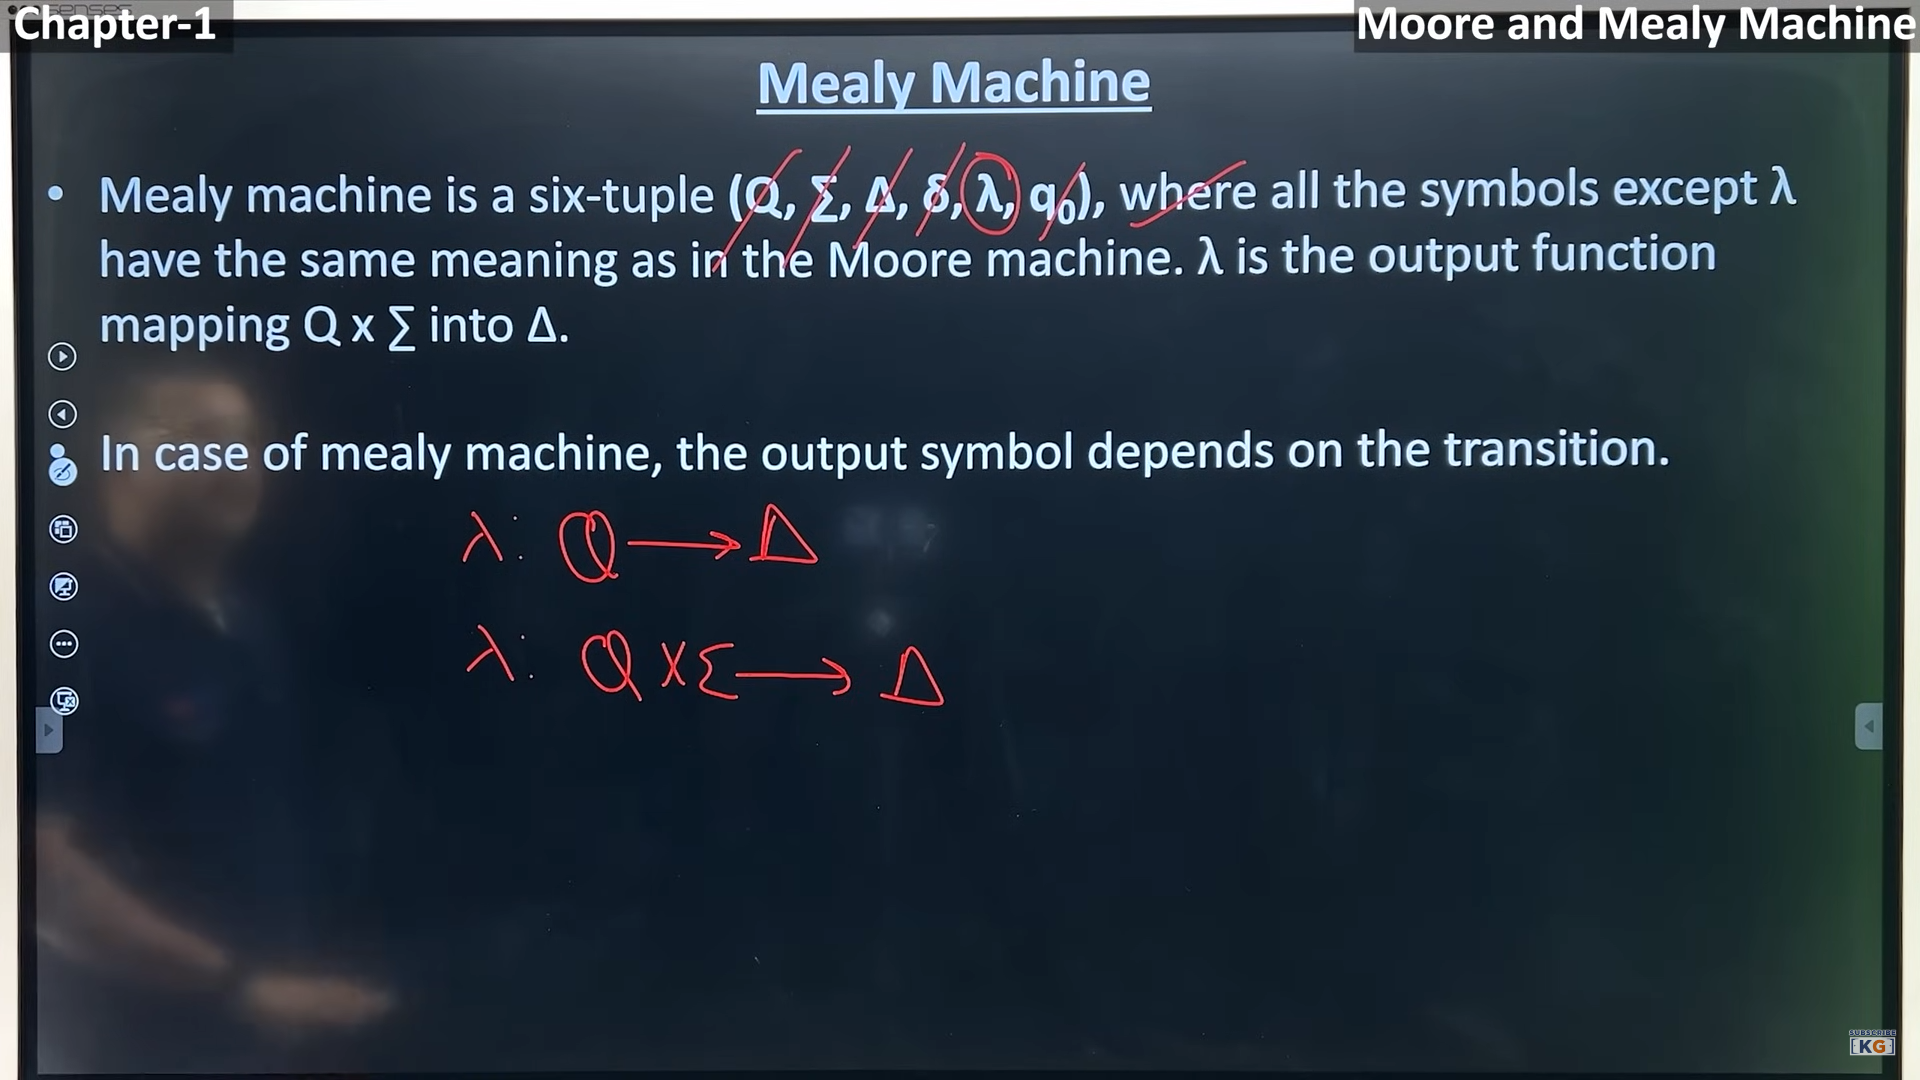 Chapter-1
Moore and Mealy Machine
Mealy Machine
• Mealy machine is a six-tuple (Q, ∑, Δ, δ, λ, q₀), where all the symbols except λ
have the same meaning as in the Moore machine. λ is the output function
mapping Q x ∑ into Δ.
• In case of mealy machine, the output symbol depends on the transition.
λ: Q → Δ
λ: Q × Σ → Δ
SUBSCRIBE
KG